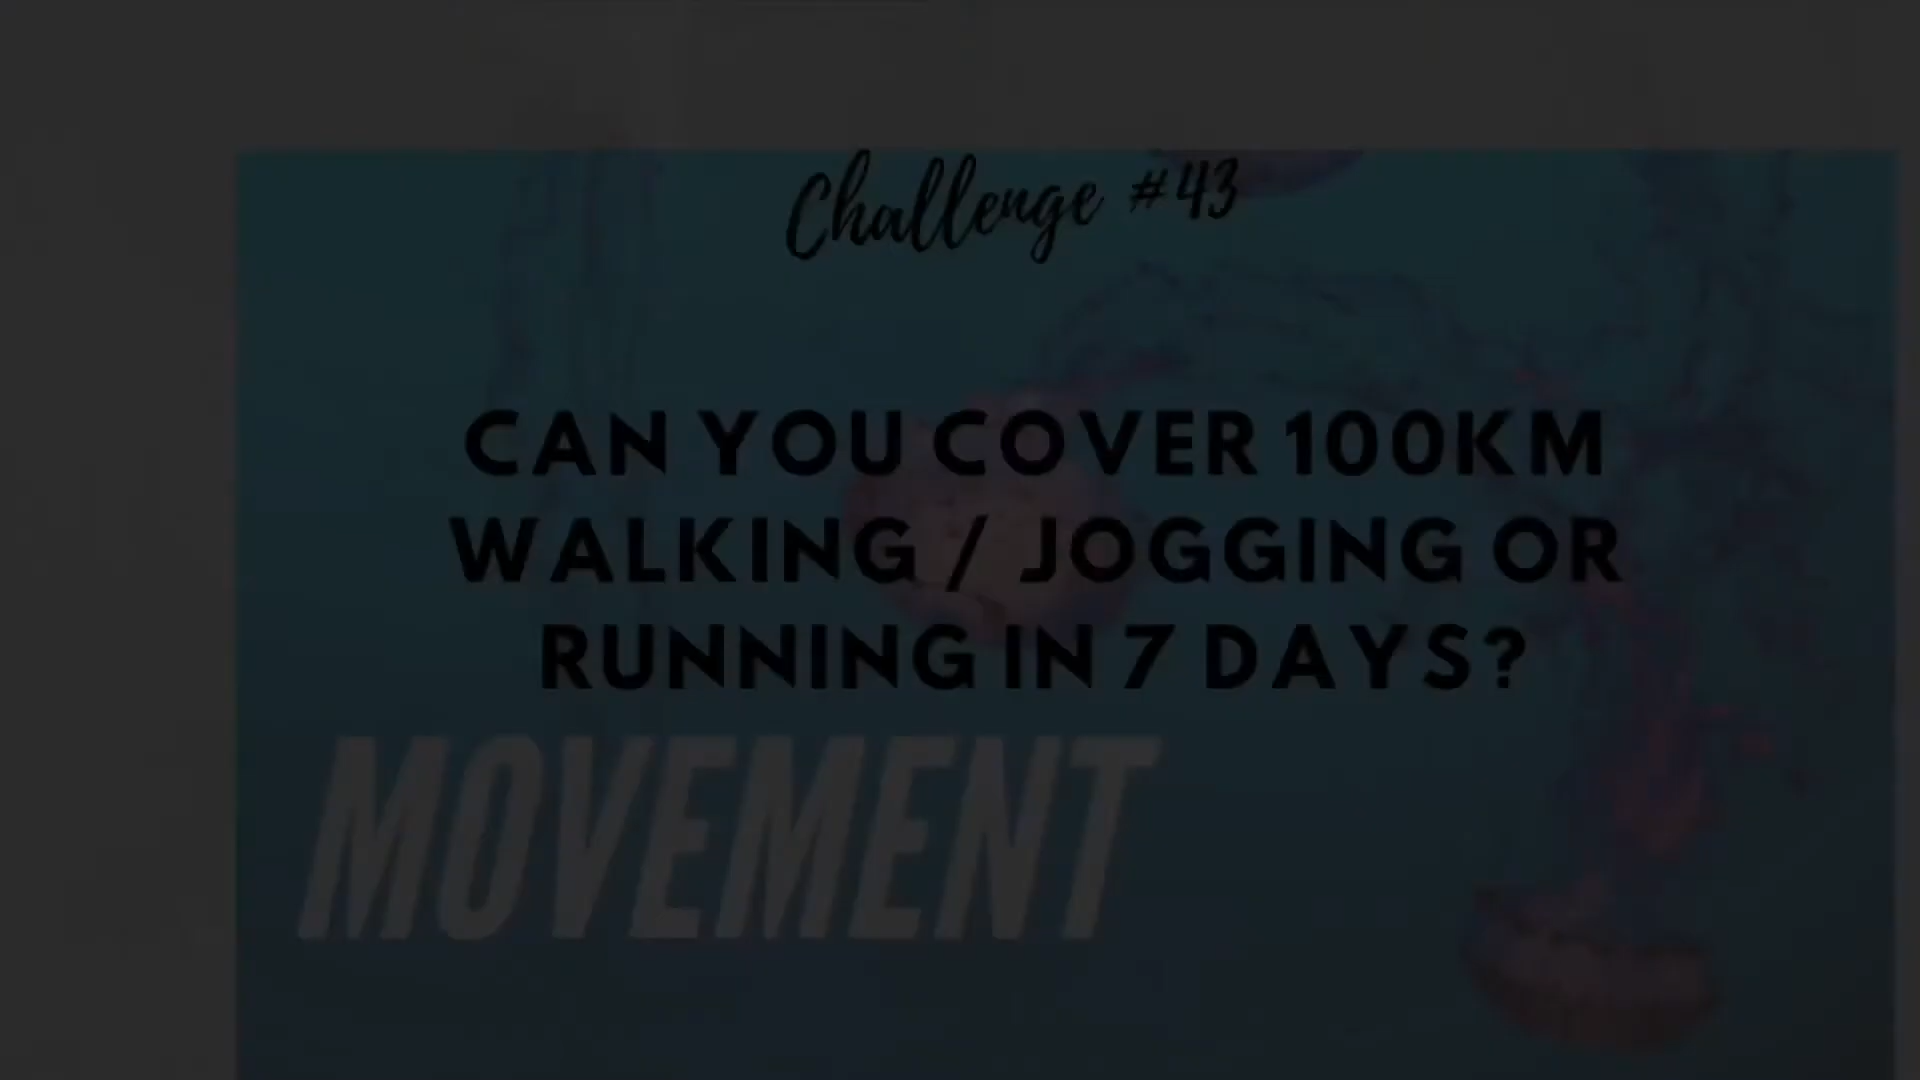 Challenge #43
CAN YOU COVER 100KM
WALKING / JOGGING OR
RUNNING IN 7 DAYS?
MOVEMENT